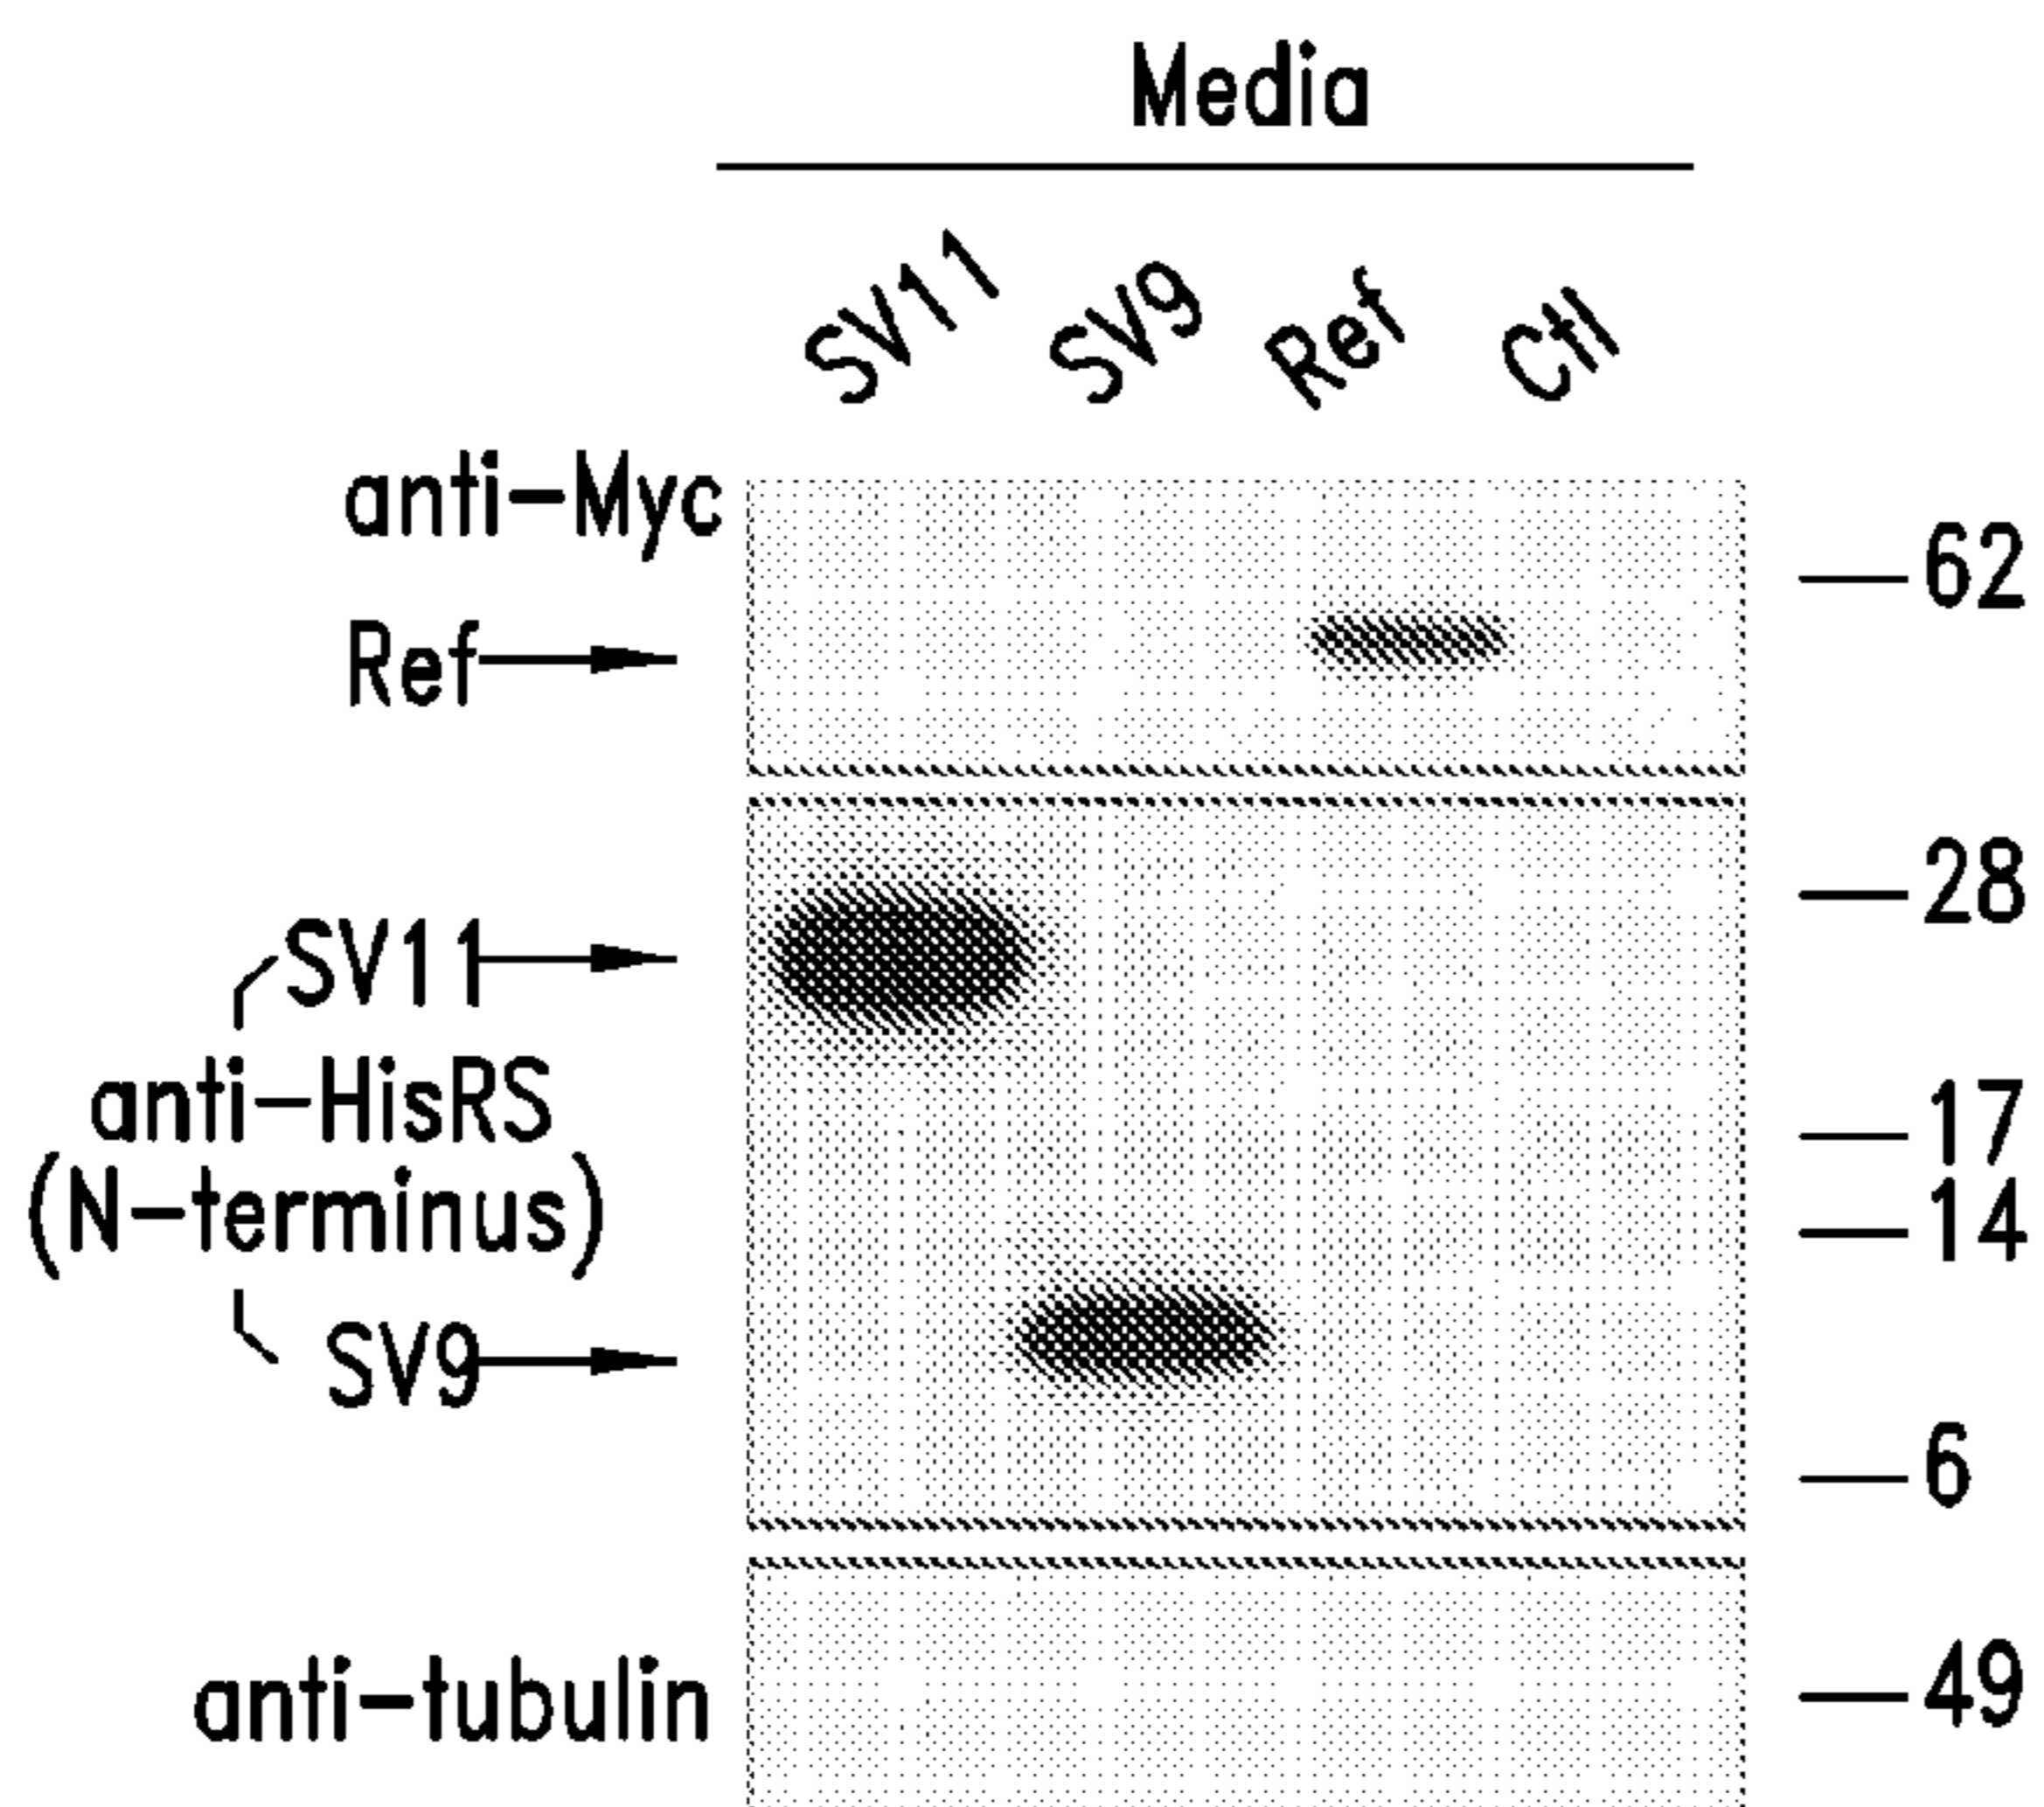 Media
SV11 SV9 Ref Ctl
anti-Myc
62
Ref
28
SV11
anti-HisRS
17
(N-terminus)
14
SV9
6
anti-tubulin
49